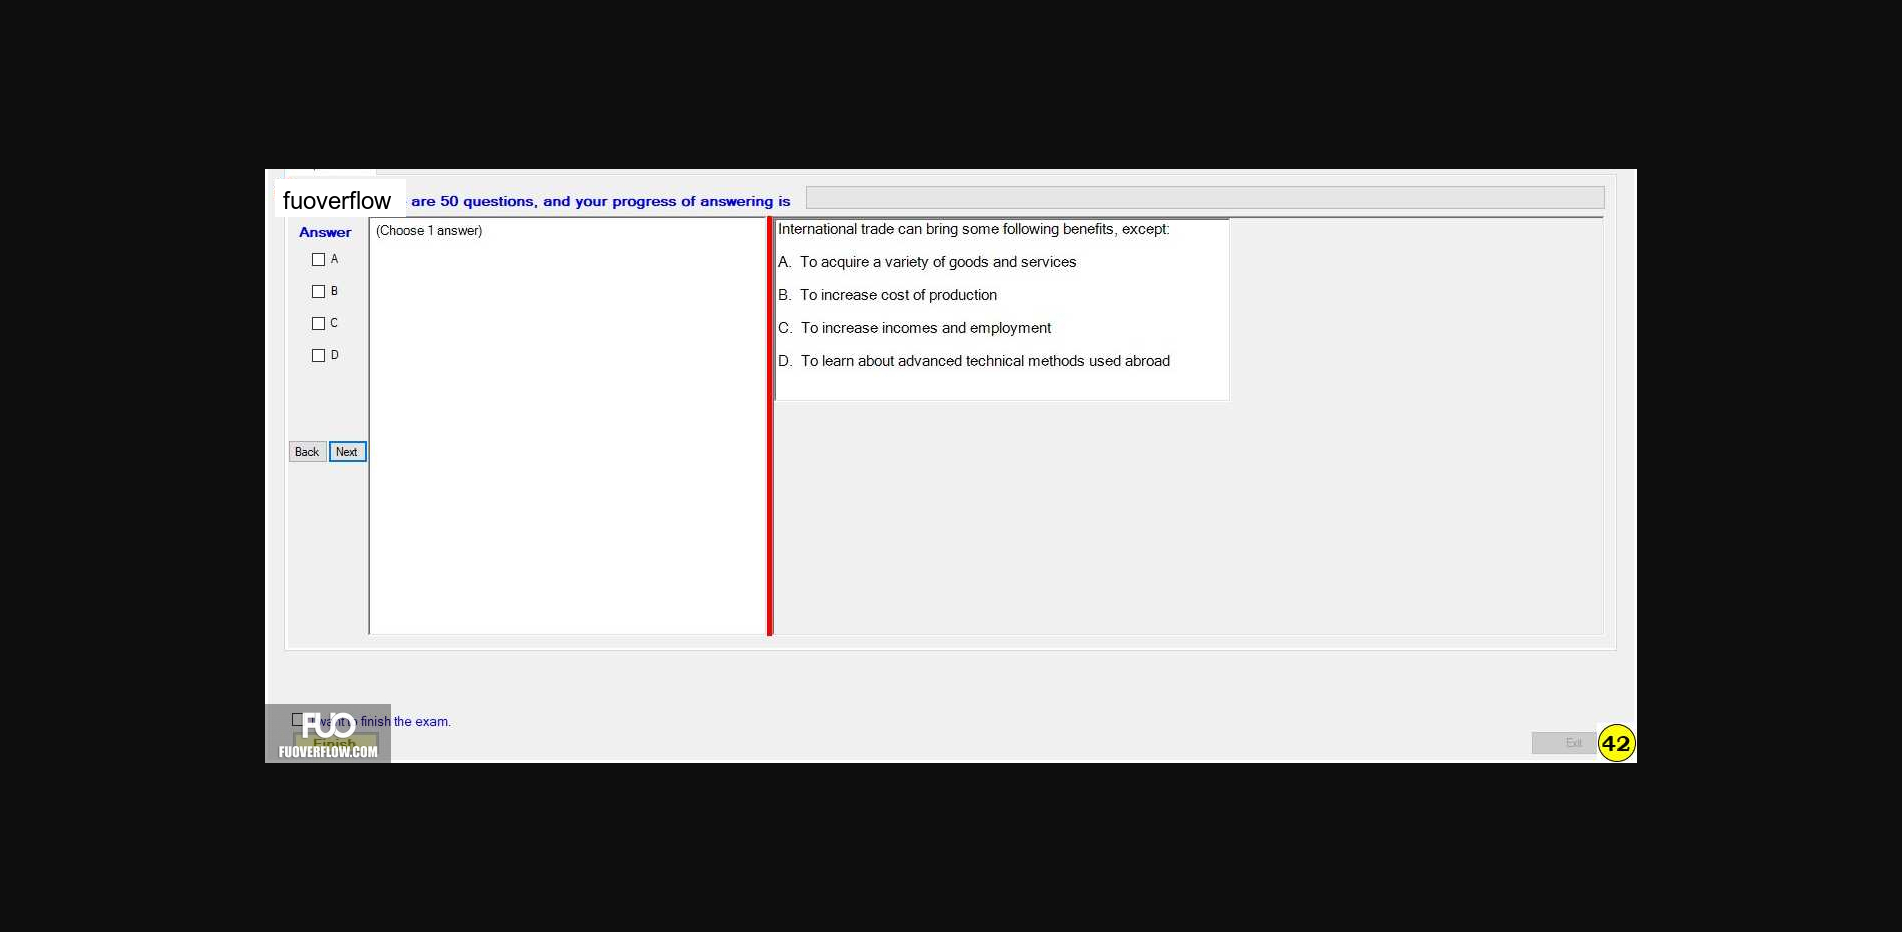 fuoverflow are 50 questions, and your progress of answering is
Answer
(Choose 1 answer)
A
B
C
D
Back Next
International trade can bring some following benefits, except:
A. To acquire a variety of goods and services
B. To increase cost of production
C. To increase incomes and employment
D. To learn about advanced technical methods used abroad
I want to finish the exam.
Finish
FUO
FUOVERFLOW.COM
Exit
42